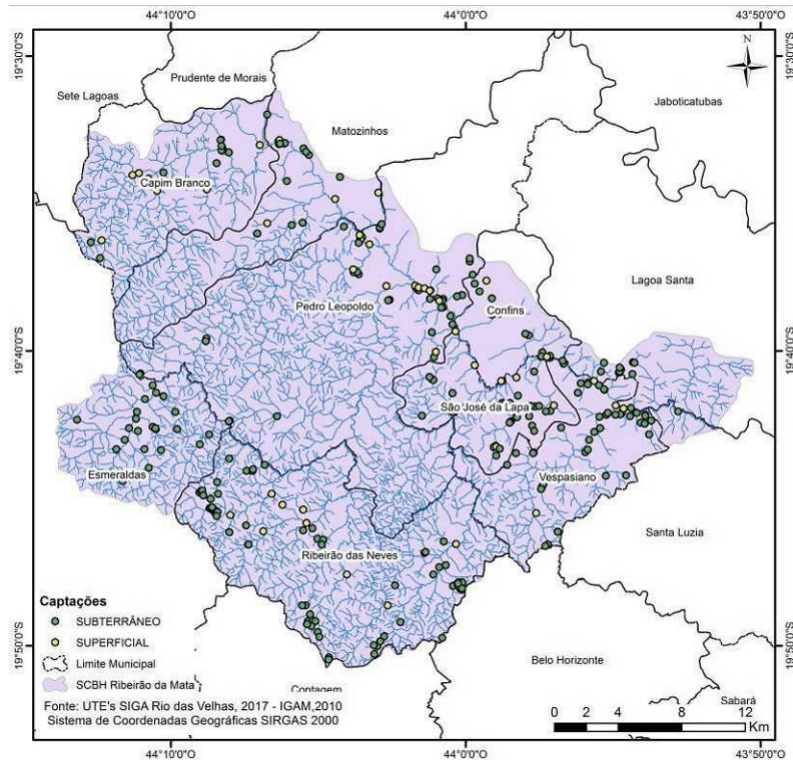 44°10'0"O 44°0'0"O 43°50'0"O
19°30'0"S 19°30'0"S
N
Prudente de Morais
Sete Lagoas
Jaboticatubas
Matozinhos
Capim Branco
Lagoa Santa
Pedro Leopoldo
Confins
19°40'0"S 19°40'0"S
São José da Lapa
Esmeraldas
Vespasiano
Santa Luzia
Ribeirão das Neves
Captações
SUBTERRÂNEO
SUPERFICIAL
Limite Municipal
SCBH Ribeirão da Mata
19°50'0"S 19°50'0"S
Belo Horizonte
Contagem
Sabará
Fonte: UTE's SIGA Rio das Velhas, 2017 - IGAM,2010
Sistema de Coordenadas Geográficas SIRGAS 2000
0 2 4 8 12
Km
44°10'0"O 44°0'0"O 43°50'0"O